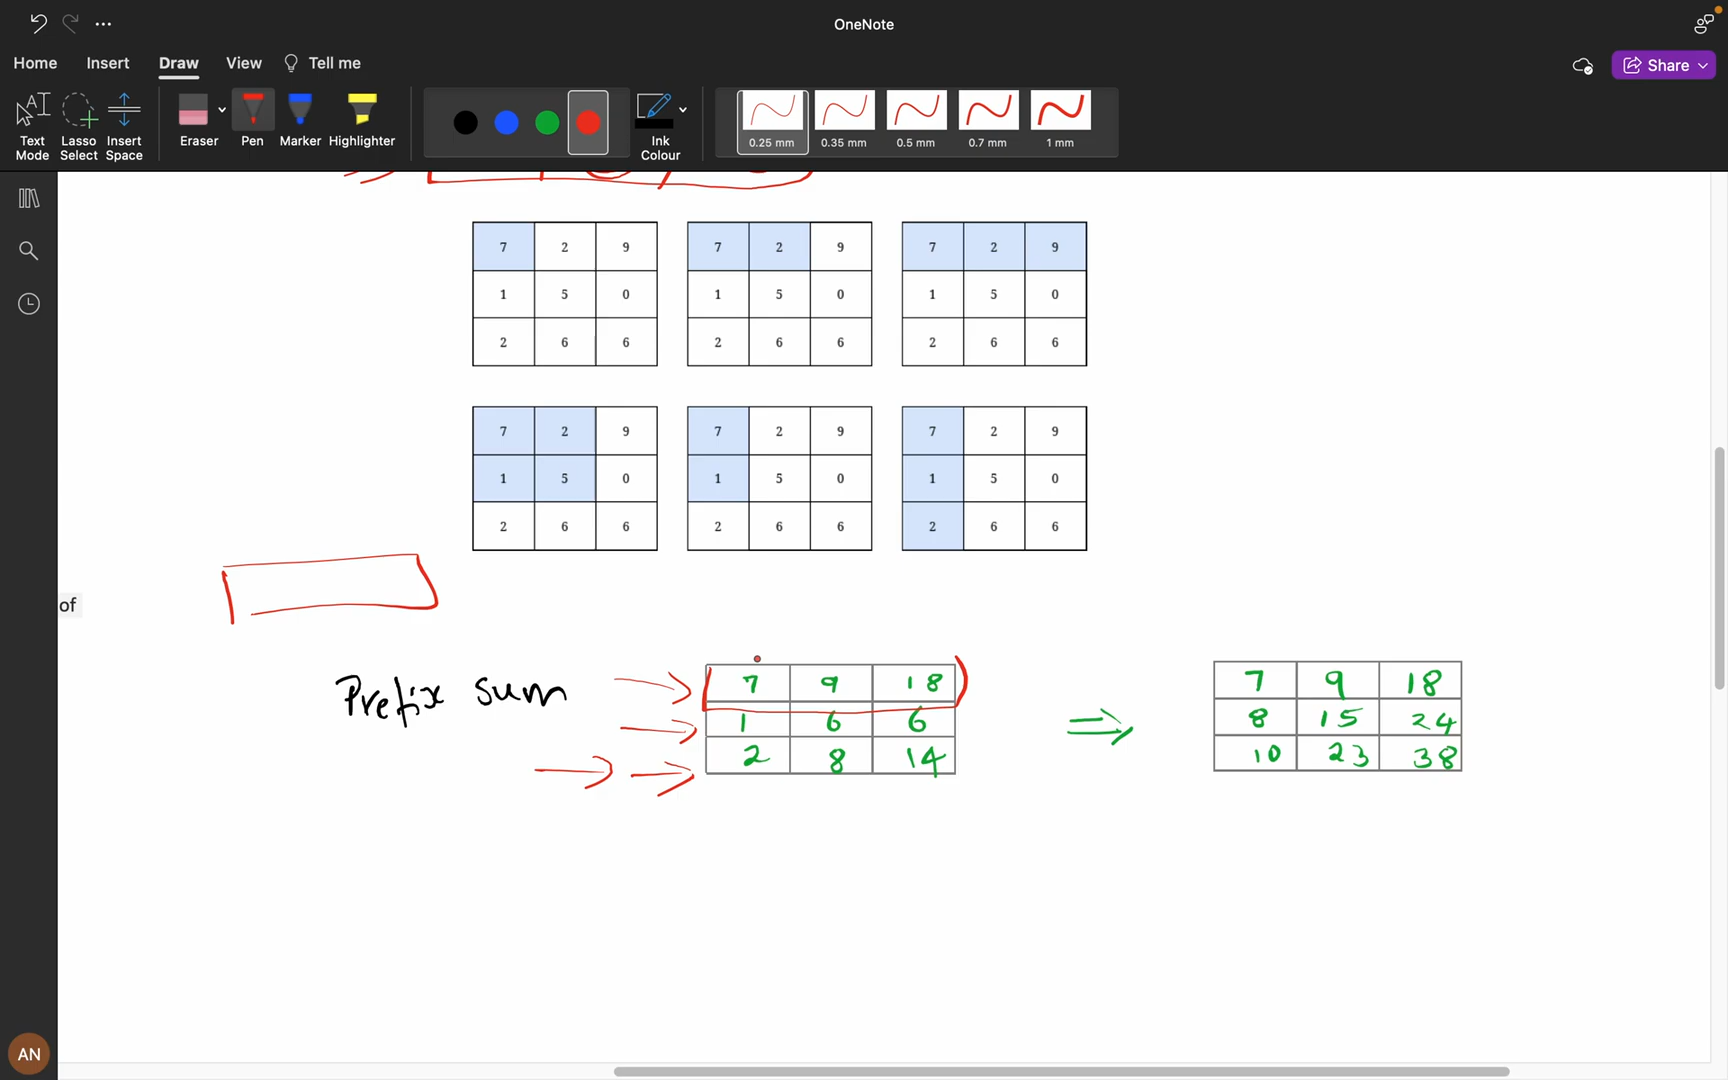 OneNote
Home Insert Draw View Tell me
Share
Text Mode
Lasso Select
Insert Space
Eraser
Pen
Marker
Highlighter
Ink Colour
0.25 mm
0.35 mm
0.5 mm
0.7 mm
1 mm
7 2 9 7 2 9 7 2 9
1 5 0 1 5 0 1 5 0
2 6 6 2 6 6 2 6 6
7 2 9 7 2 9 7 2 9
1 5 0 1 5 0 1 5 0
2 6 6 2 6 6 2 6 6
of
Prefix sum
7 9 18
1 6 6
2 8 14
7 9 18
8 15 24
10 23 38
AN